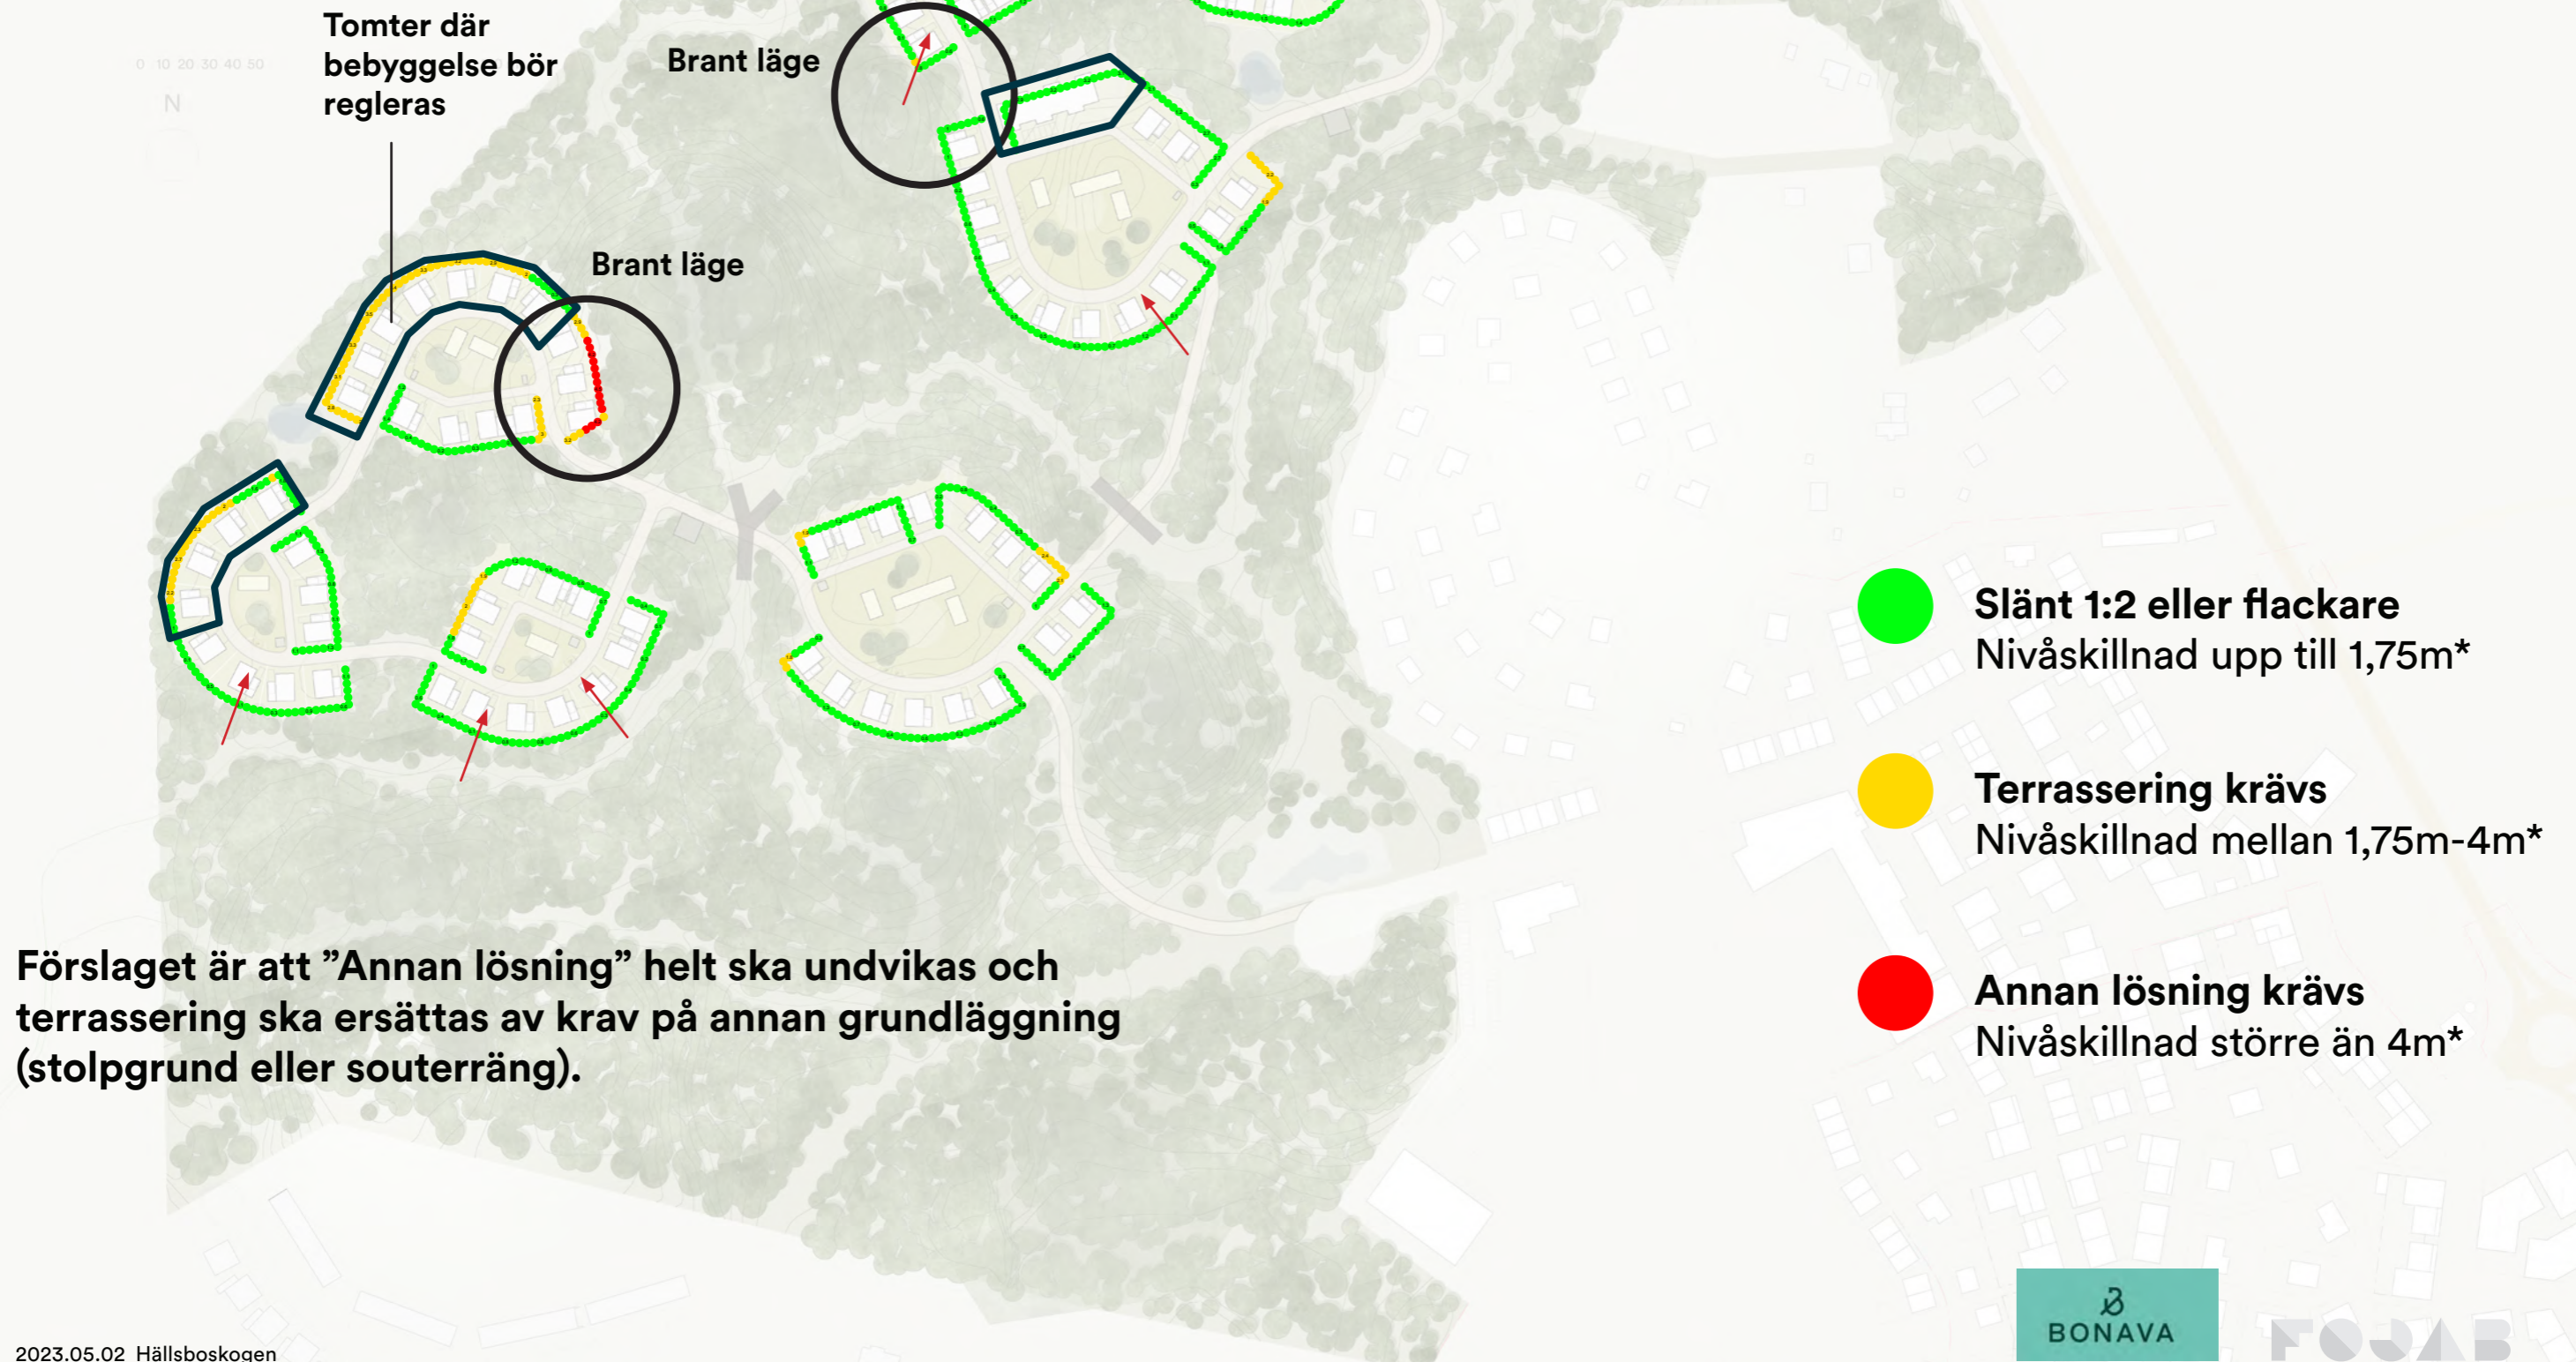 Tomter där
bebyggelse bör
regleras
Brant läge
0 10 20 30 40 50
N
Brant läge
Slänt 1:2 eller flackare
Nivåskillnad upp till 1,75m*
Terrassering krävs
Nivåskillnad mellan 1,75m-4m*
Annan lösning krävs
Nivåskillnad större än 4m*
Förslaget är att ”Annan lösning” helt ska undvikas och
terrassering ska ersättas av krav på annan grundläggning
(stolpgrund eller souterräng).
2023.05.02 Hällsboskogen
BONAVA
FOJAB